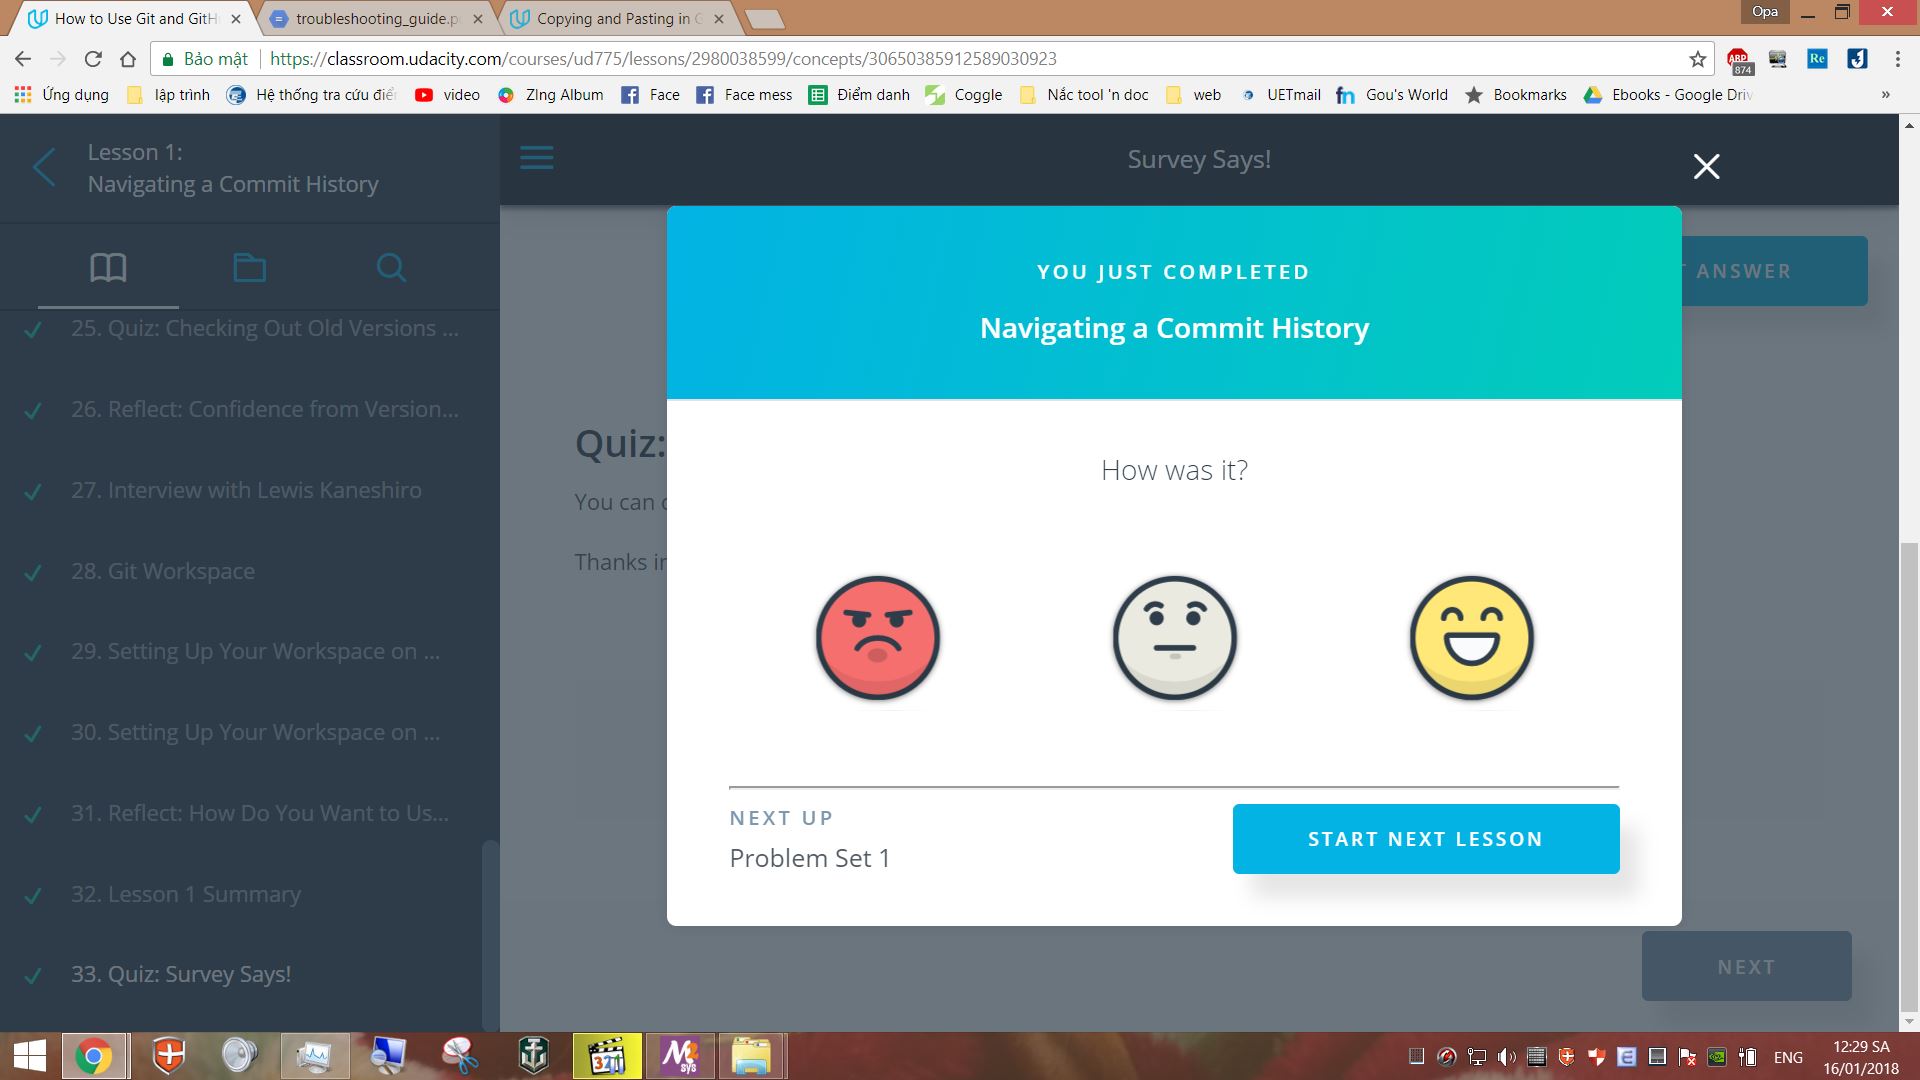 How to Use Git and GitH
troubleshooting_guide.p
Copying and Pasting in G
Opa
Bảo mật
https://classroom.udacity.com/courses/ud775/lessons/2980038599/concepts/30650385912589030923
ABP
874
Re
Ứng dụng
lập trình
Hệ thống tra cứu điể
video
ZIng Album
Face
Face mess
Điểm danh
Coggle
Nắc tool 'n doc
web
UETmail
Gou's World
Bookmarks
Ebooks - Google Driv
»
Lesson 1:
Navigating a Commit History
Survey Says!
25. Quiz: Checking Out Old Versions ...
26. Reflect: Confidence from Version...
27. Interview with Lewis Kaneshiro
28. Git Workspace
29. Setting Up Your Workspace on ...
30. Setting Up Your Workspace on ...
31. Reflect: How Do You Want to Us...
32. Lesson 1 Summary
33. Quiz: Survey Says!
ANSWER
Quiz:
You can
Thanks in
YOU JUST COMPLETED
Navigating a Commit History
How was it?
NEXT UP
Problem Set 1
START NEXT LESSON
NEXT
321
M2
sys
ENG
12:29 SA
16/01/2018